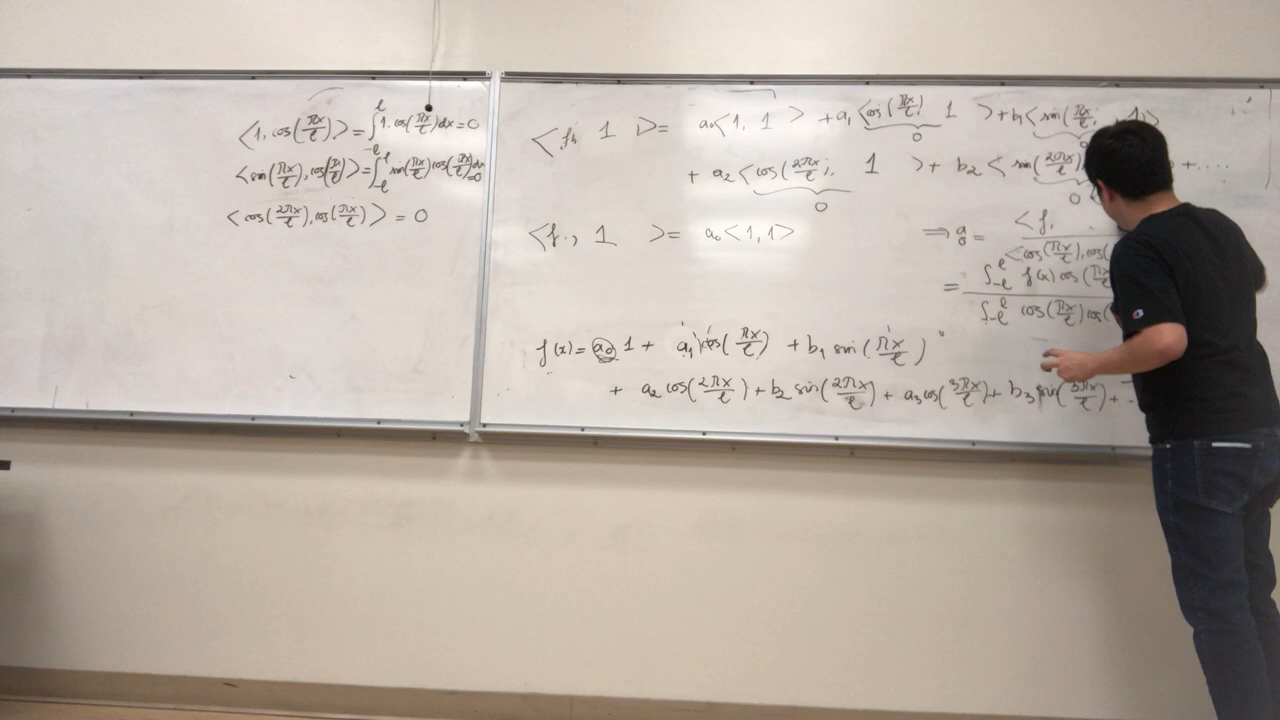 <1, cos(πx/ℓ)> = ∫_{-ℓ}^{ℓ} 1·cos(πx/ℓ)dx = 0
<sin(πx/ℓ), cos(πx/ℓ)> = ∫_{-ℓ}^{ℓ} sin(πx/ℓ)cos(πx/ℓ)dx = 0
<cos(2πx/ℓ), cos(πx/ℓ)> = 0
<f, 1> = a₀<1, 1> + a₁<cos(πx/ℓ) 1> + b₁<sin(πx/ℓ), 1>
0
+ a₂<cos(2πx/ℓ), 1> + b₂<sin(2πx/ℓ) + ....
0 0
<f, 1> = a₀<1, 1> ⇒ a₀ = <f,
<cos(πx/ℓ), cos(
= ∫_{-ℓ}^{ℓ} f(x) cos(πx
∫_{-ℓ}^{ℓ} cos(πx/ℓ) cos(
f(x) = a₀ 1 + a₁ cos(πx/ℓ) + b₁ sin(πx/ℓ)
+ a₂ cos(2πx/ℓ) + b₂ sin(2πx/ℓ) + a₃ cos(3πx/ℓ) + b₃ sin(3πx/ℓ) + -